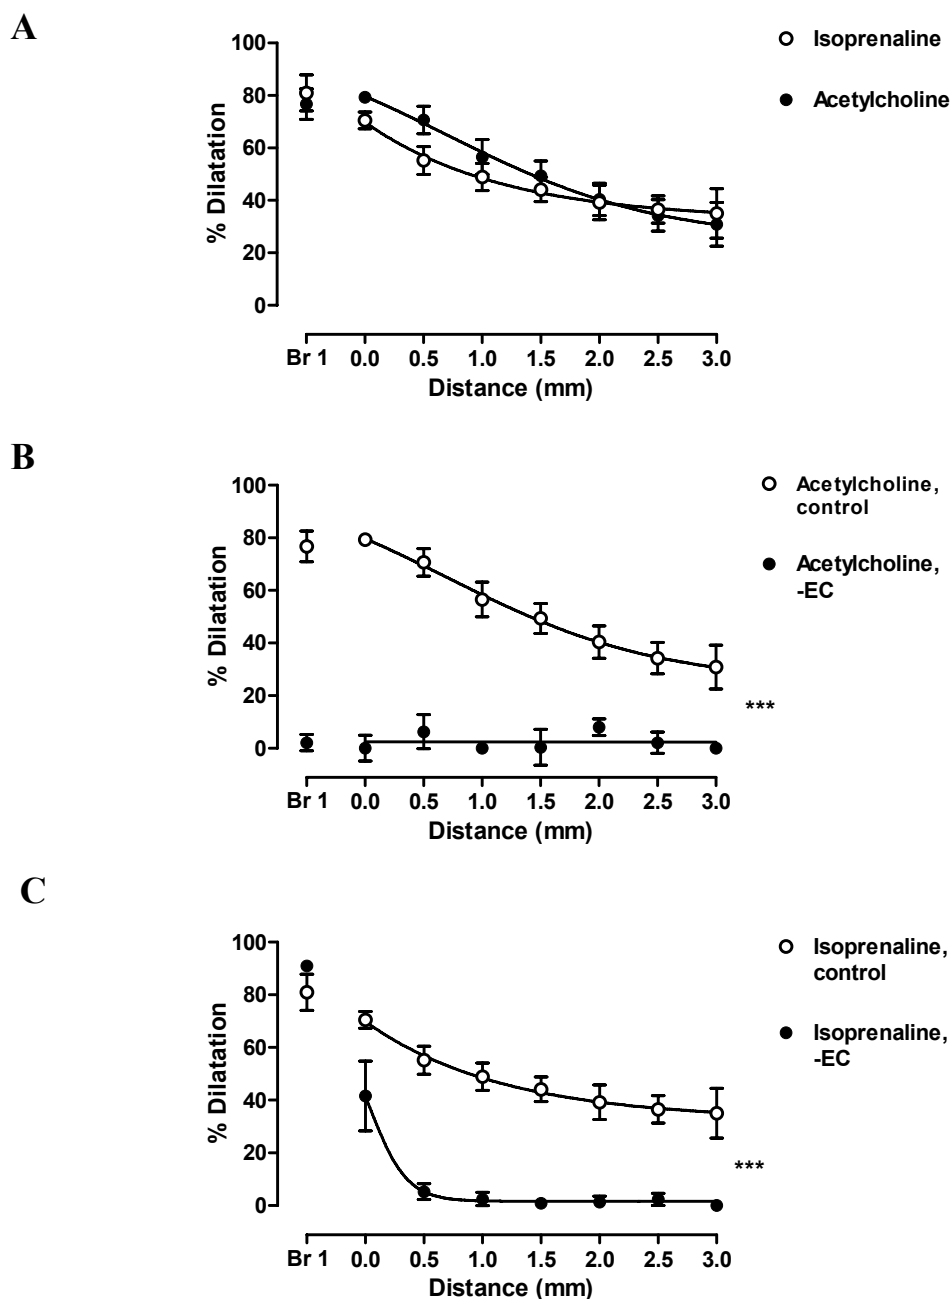 A
Isoprenaline
Acetylcholine
100
80
60
40
20
0
% Dilatation
Br 1 0.0 0.5 1.0 1.5 2.0 2.5 3.0
Distance (mm)
B
Acetylcholine,
control
Acetylcholine,
-EC
100
80
60
40
20
0
% Dilatation
***
Br 1 0.0 0.5 1.0 1.5 2.0 2.5 3.0
Distance (mm)
C
Isoprenaline,
control
Isoprenaline,
-EC
100
80
60
40
20
0
% Dilatation
***
Br 1 0.0 0.5 1.0 1.5 2.0 2.5 3.0
Distance (mm)